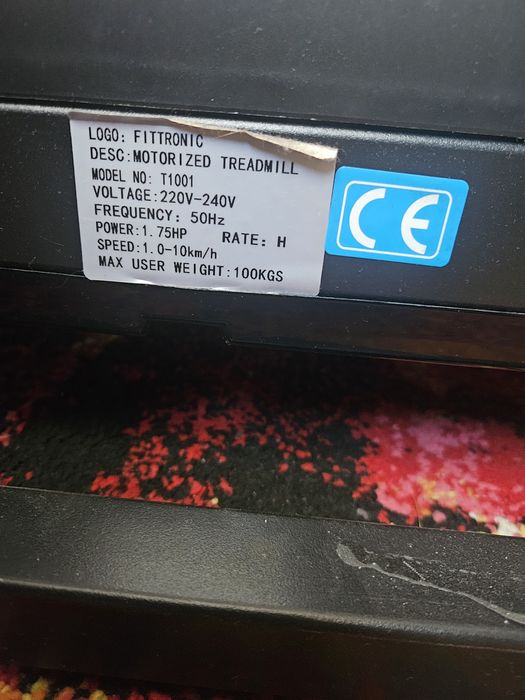 LOGO: FITTRONIC
DESC:MOTORIZED TREADMILL
MODEL NO: T1001
VOLTAGE:220V-240V
FREQUENCY: 50Hz
POWER:1.75HP RATE: H
SPEED:1.0-10km/h
MAX USER WEIGHT:100KGS
CE